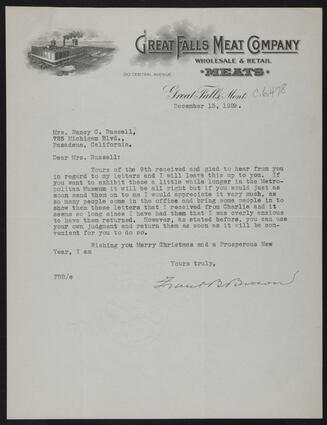 GREAT FALLS MEAT COMPANY
WHOLESALE & RETAIL
MEATS
310 CENTRAL AVENUE
Great Falls, Mont. C.6.478
December 13, 1929.
Mrs. Nancy C. Russell,
725 Michigan Blvd.,
Pasadena, California.
Dear Mrs. Russell:
Yours of the 9th received and glad to hear from you
in regard to my letters and I will leave this up to you. If
you want to exhibit these a little while longer in the Metro-
politan Museum it will be all right but if you would just as
soon send them on to me I would appreciate it very much, as
so many people come in the office and bring some people in to
show them these letters that I received from Charlie and it
seems so long since I have had them that I was overly anxious
to have them returned. However, as stated before, you can use
your own judgment and return them as soon as it will be con-
venient for you to do so.
Wishing you Merry Christmas and a Prosperous New
Year, I am
Yours truly,
FBB/e
Frank B Brown